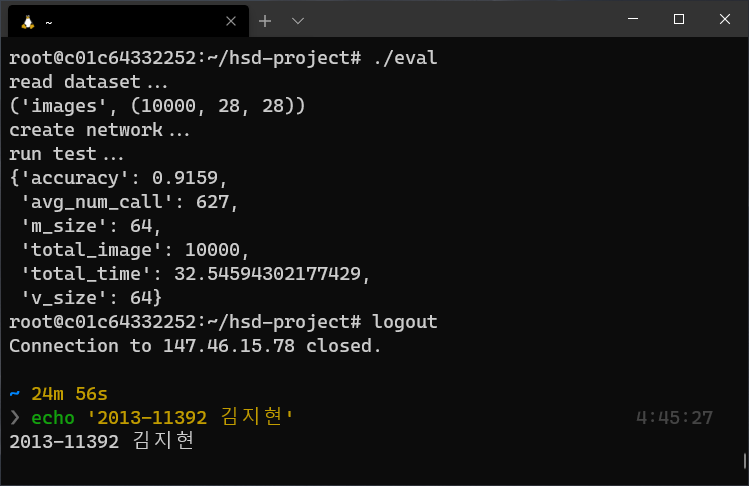 ~
root@c01c64332252:~/hsd-project# ./eval
read dataset...
('images', (10000, 28, 28))
create network...
run test...
{'accuracy': 0.9159,
 'avg_num_call': 627,
 'm_size': 64,
 'total_image': 10000,
 'total_time': 32.54594302177429,
 'v_size': 64}
root@c01c64332252:~/hsd-project# logout
Connection to 147.46.15.78 closed.
~ 24m 56s
❯ echo '2013-11392 김지현' 4:45:27
2013-11392 김지현